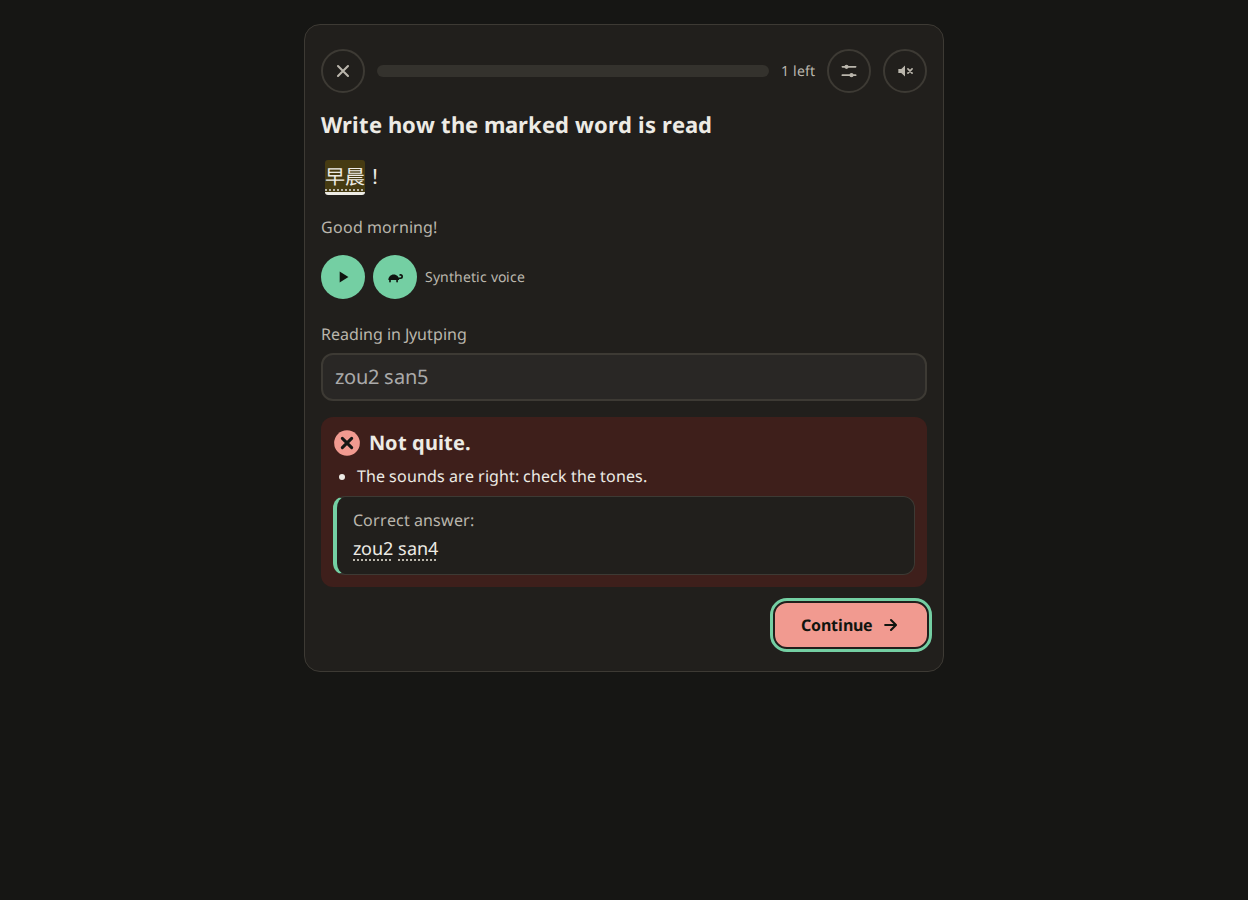 1 left
Write how the marked word is read
早晨！
Good morning!
Synthetic voice
Reading in Jyutping
zou2 san5
Not quite.
The sounds are right: check the tones.
Correct answer:
zou2 san4
Continue